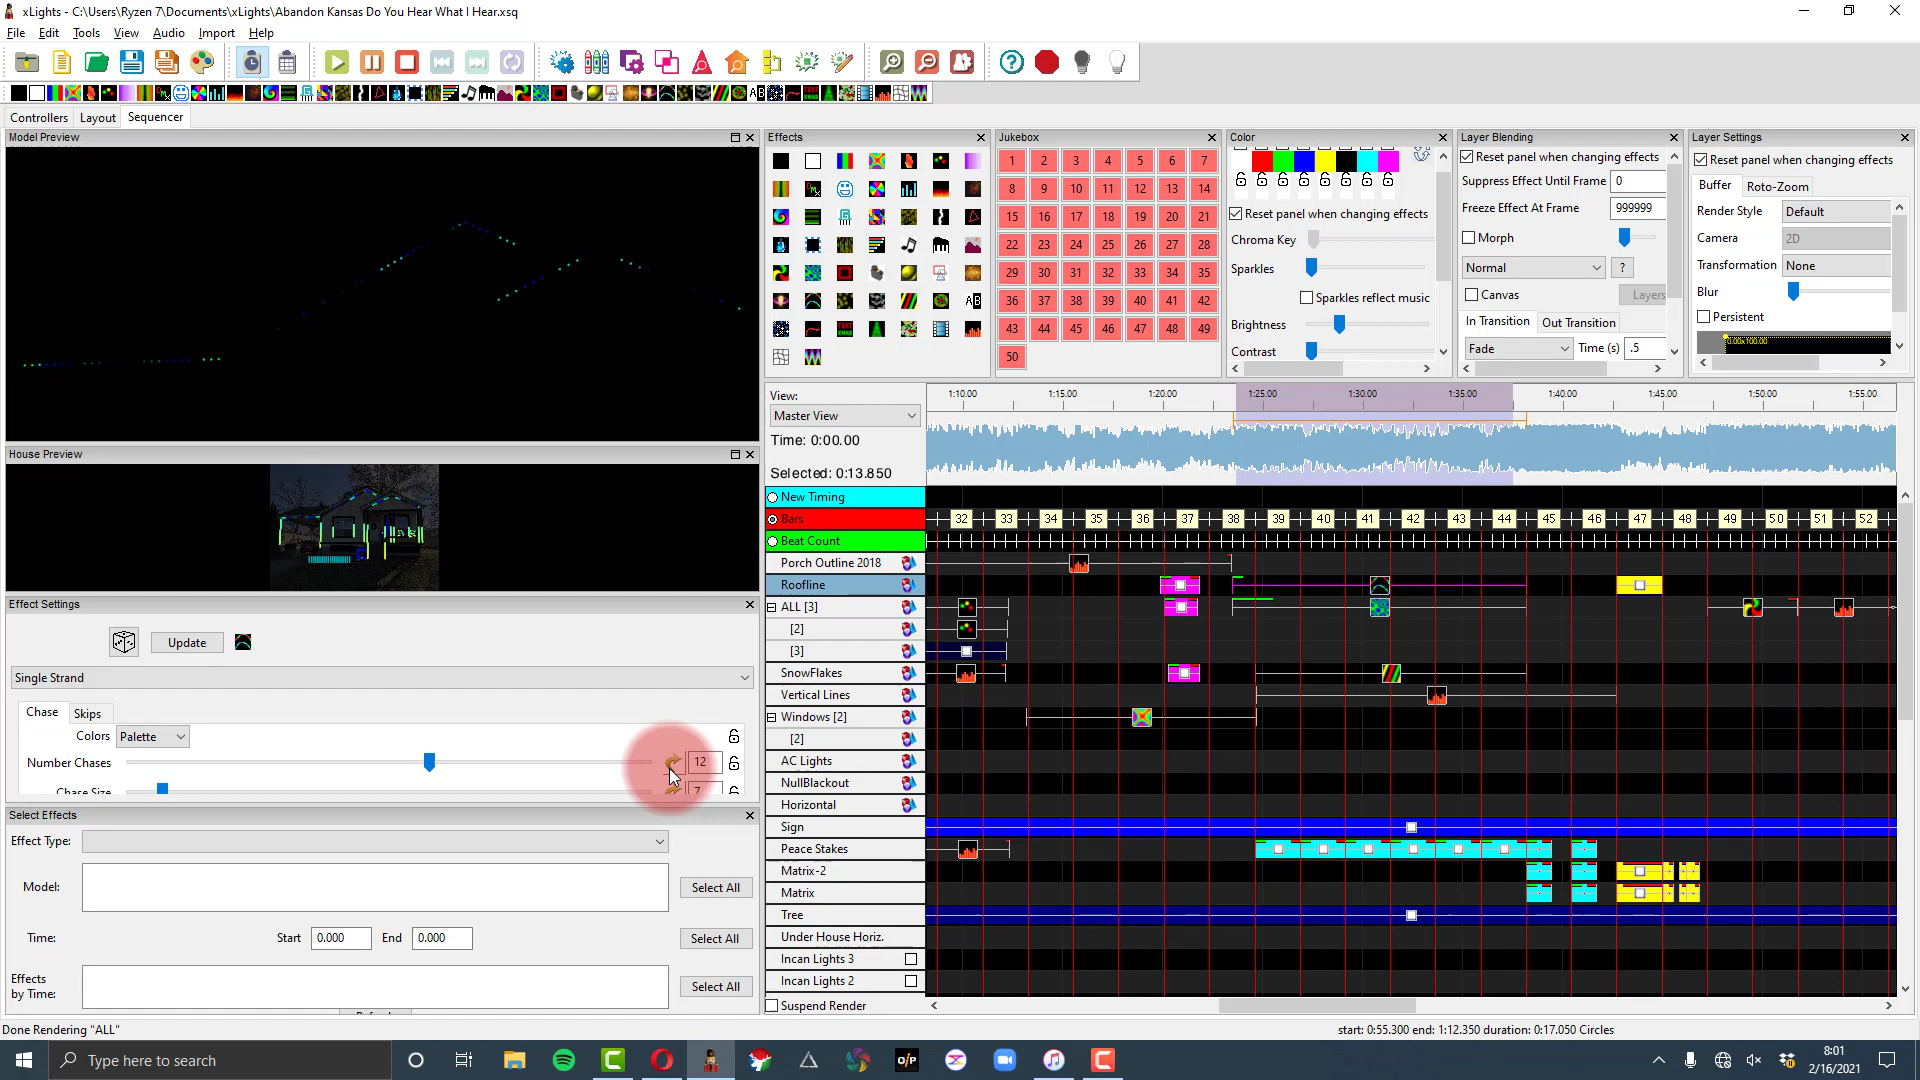 xLights - C:\Users\Ryzen 7\Documents\xLights\Abandon Kansas Do You Hear What I Hear.xsq
File Edit Tools View Audio Import Help
Controllers Layout Sequencer
Model Preview
House Preview
Effect Settings
Update
Single Strand
Chase Skips
Colors Palette
Number Chases 12
Chase Size 7
Select Effects
Effect Type:
Model: Select All
Time: Start 0.000 End 0.000 Select All
Effects
by Time: Select All
Done Rendering "ALL"
Effects
Jukebox
1 2 3 4 5 6 7
8 9 10 11 12 13 14
15 16 17 18 19 20 21
22 23 24 25 26 27 28
29 30 31 32 33 34 35
36 37 38 39 40 41 42
43 44 45 46 47 48 49
50
Color
Reset panel when changing effects
Chroma Key
Sparkles
Sparkles reflect music
Brightness
Contrast
Layer Blending
Reset panel when changing effects
Suppress Effect Until Frame 0
Freeze Effect At Frame 999999
Morph
Normal ?
Canvas Layers
In Transition Out Transition
Fade Time (s) .5
Layer Settings
Reset panel when changing effects
Buffer Roto-Zoom
Render Style Default
Camera 2D
Transformation None
Blur
Persistent
0.00x100.00
View:
Master View
Time: 0:00.00
Selected: 0:13.850
1:10.00 1:15.00 1:20.00 1:25.00 1:30.00 1:35.00 1:40.00 1:45.00 1:50.00 1:55.00
New Timing
Bars 32 33 34 35 36 37 38 39 40 41 42 43 44 45 46 47 48 49 50 51 52
Beat Count
Porch Outline 2018
Roofline
ALL [3]
[2]
[3]
SnowFlakes
Vertical Lines
Windows [2]
[2]
AC Lights
NullBlackout
Horizontal
Sign
Peace Stakes
Matrix-2
Matrix
Tree
Under House Horiz.
Incan Lights 3
Incan Lights 2
Suspend Render
start: 0:55.300 end: 1:12.350 duration: 0:17.050 Circles
Type here to search
O/P
8:01
2/16/2021